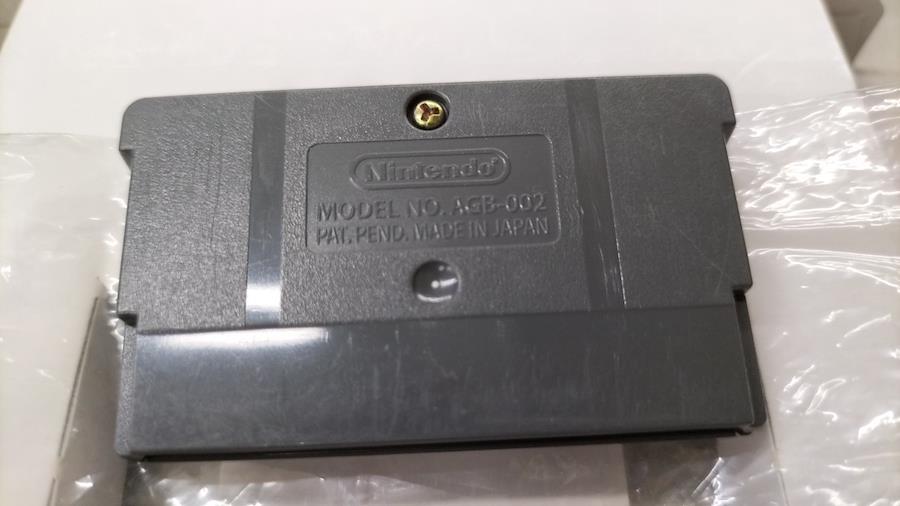 Nintendo®
MODEL NO. AGB-002
PAT. PEND. MADE IN JAPAN